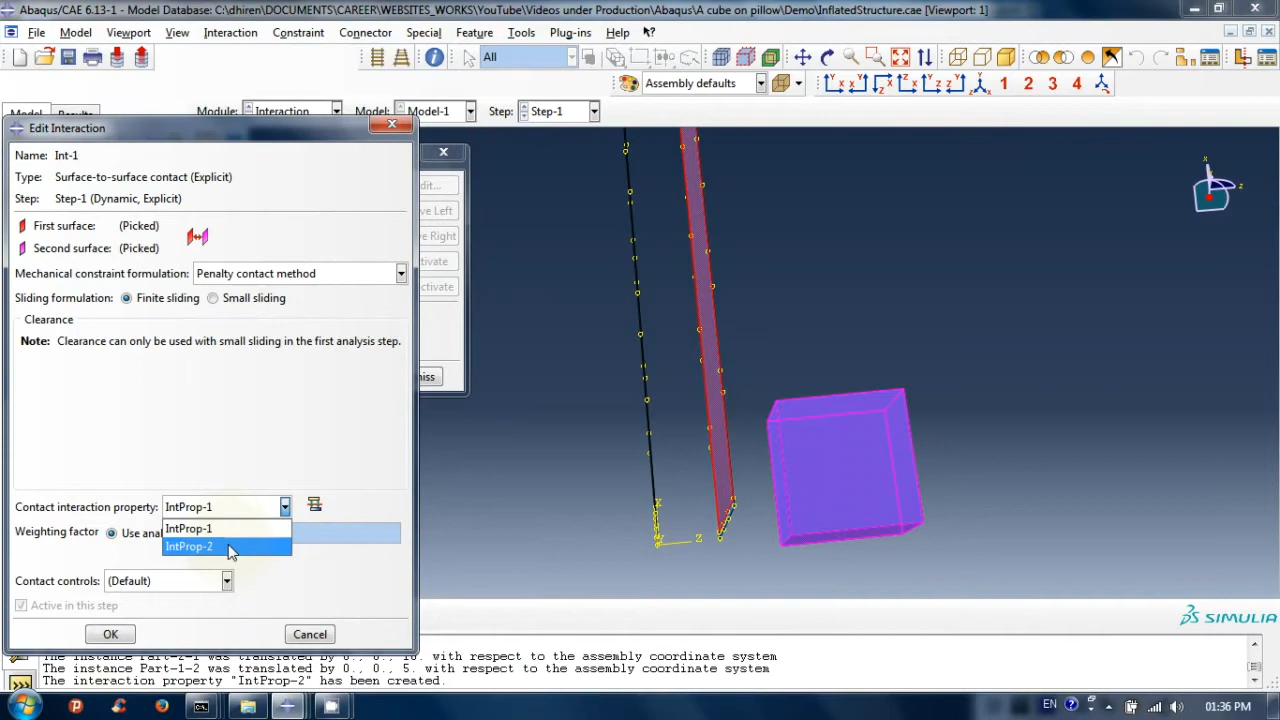 Abaqus/CAE 6.13-1 - Model Database: C:\dhiren\DOCUMENTS\CAREER\WEBSITES_WORKS\YouTube\Videos under Production\Abaqus\A cube on pillow\Demo\InflatedStructure.cae [Viewport: 1]
File Model Viewport View Interaction Constraint Connector Special Feature Tools Plug-ins Help
All
Assembly defaults 1 2 3 4
Model Results Module: Interaction Model: Model-1 Step: Step-1
Edit Interaction
Name: Int-1
Type: Surface-to-surface contact (Explicit)
Step: Step-1 (Dynamic, Explicit)
First surface: (Picked)
Second surface: (Picked)
Mechanical constraint formulation: Penalty contact method
Sliding formulation: Finite sliding Small sliding
Clearance
Note: Clearance can only be used with small sliding in the first analysis step.
Contact interaction property: IntProp-1
IntProp-1
Weighting factor Use anal
IntProp-2
Contact controls: (Default)
Active in this step
OK Cancel
X
Y Z
x
z
SIMULIA
The instance Part-1-2 was translated by 0., 0., 5. with respect to the assembly coordinate system
The interaction property "IntProp-2" has been created.
EN 01:36 PM